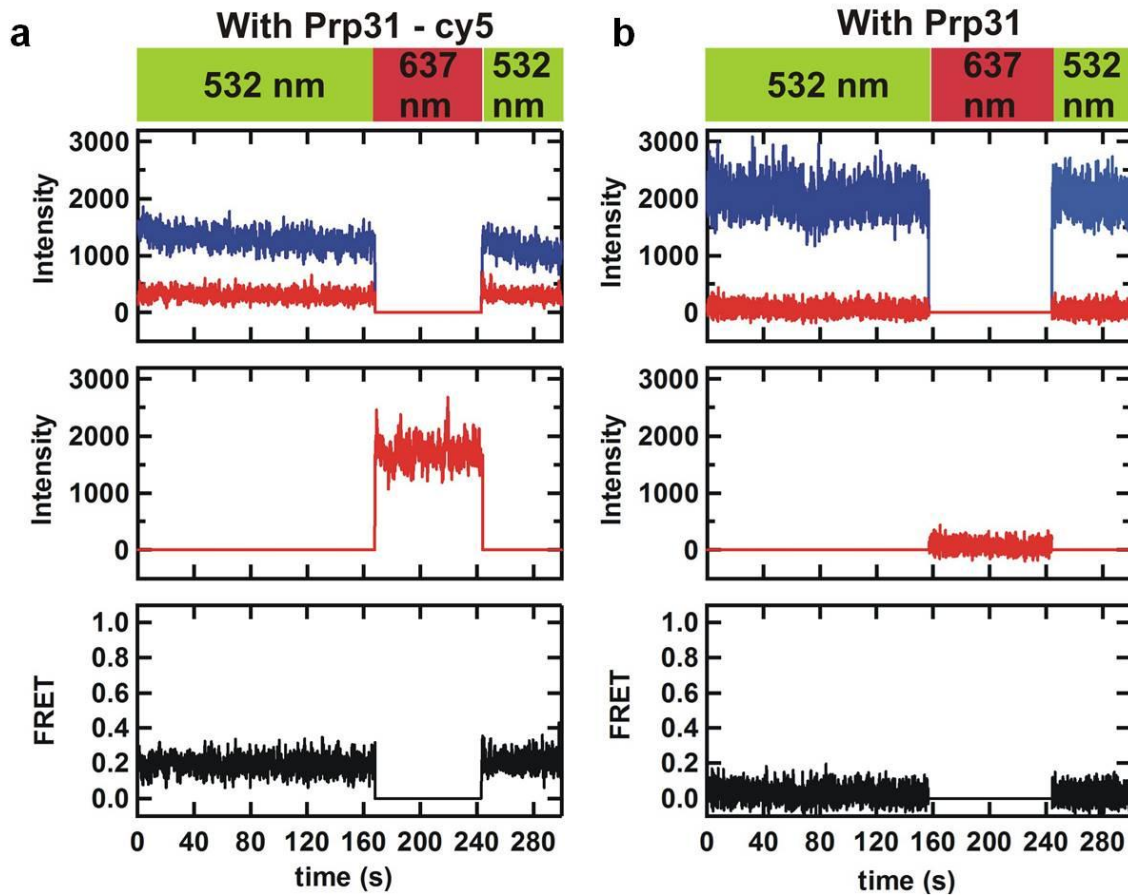 a
With Prp31 - cy5
532 nm
637
nm
532
nm
3000
2000
1000
0
Intensity
3000
2000
1000
0
Intensity
1.0
0.8
0.6
0.4
0.2
0.0
FRET
0 40 80 120 160 200 240 280
time (s)
b
With Prp31
532 nm
637
nm
532
nm
3000
2000
1000
0
Intensity
3000
2000
1000
0
Intensity
1.0
0.8
0.6
0.4
0.2
0.0
FRET
0 40 80 120 160 200 240 280
time (s)